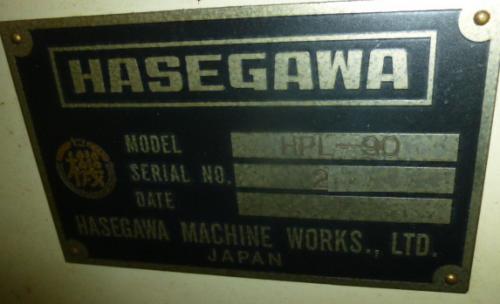 HASEGAWA
MODEL HPL-90
SERIAL NO. 2
DATE
HASEGAWA MACHINE WORKS., LTD.
JAPAN